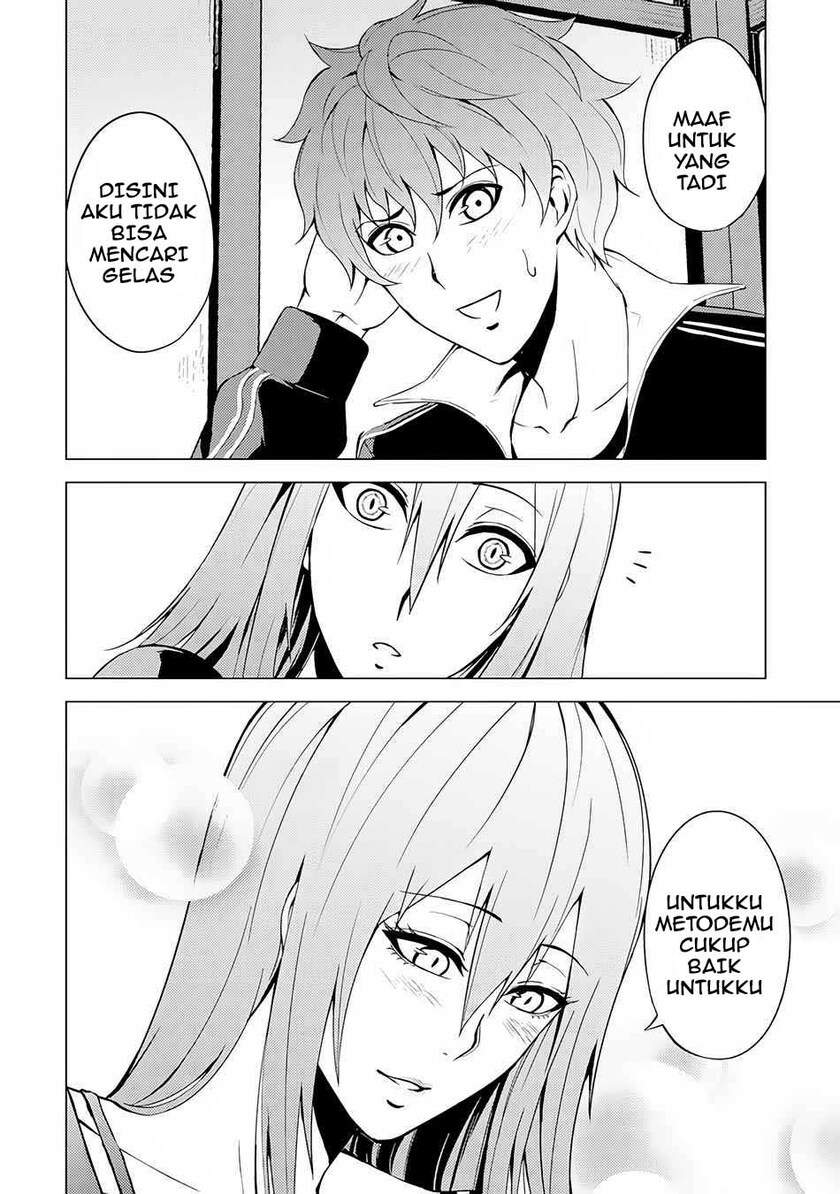 MAAF
UNTUK
YANG
TADI
DISINI
AKU TIDAK
BISA
MENCARI
GELAS
UNTUKKU
METODEMU
CUKUP
BAIK
UNTUKKU